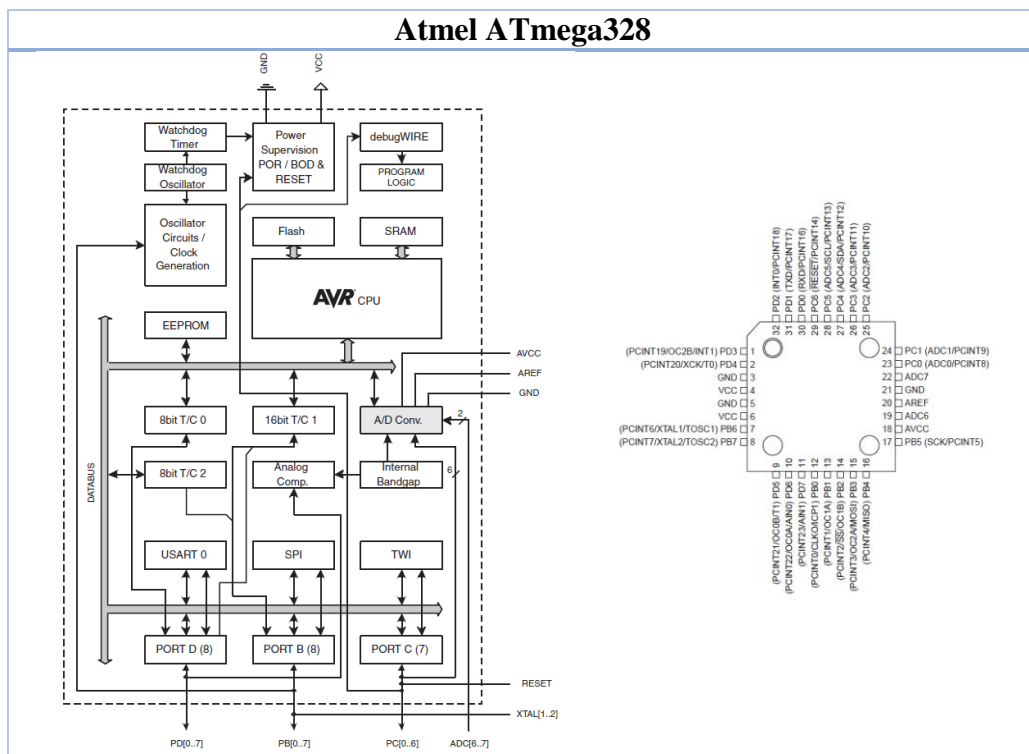 Atmel ATmega328
GND
VCC
Watchdog
Timer
Power
Supervision
POR / BOD &
RESET
debugWIRE
Watchdog
Oscillator
PROGRAM
LOGIC
Oscillator
Circuits /
Clock
Generation
Flash
SRAM
AVR CPU
EEPROM
AVCC
AREF
GND
8bit T/C 0
16bit T/C 1
A/D Conv.
2
8bit T/C 2
Analog
Comp.
Internal
Bandgap
6
DATABUS
USART 0
SPI
TWI
PORT D (8)
PORT B (8)
PORT C (7)
RESET
XTAL[1..2]
PD[0..7]
PB[0..7]
PC[0..6]
ADC[6..7]
32 PD2 (INT0/PCINT18)
31 PD1 (TXD/PCINT17)
30 PD0 (RXD/PCINT16)
29 PC6 (RESET/PCINT14)
28 PC5 (ADC5/SCL/PCINT13)
27 PC4 (ADC4/SDA/PCINT12)
26 PC3 (ADC3/PCINT11)
25 PC2 (ADC2/PCINT10)
(PCINT19/OC2B/INT1) PD3 1
(PCINT20/XCK/T0) PD4 2
GND 3
VCC 4
GND 5
VCC 6
(PCINT6/XTAL1/TOSC1) PB6 7
(PCINT7/XTAL2/TOSC2) PB7 8
24 PC1 (ADC1/PCINT9)
23 PC0 (ADC0/PCINT8)
22 ADC7
21 GND
20 AREF
19 ADC6
18 AVCC
17 PB5 (SCK/PCINT5)
(PCINT21/OC0B/T1) PD5 9
(PCINT22/OC0A/AIN0) PD6 10
(PCINT23/AIN1) PD7 11
(PCINT0/CLKO/ICP1) PB0 12
(PCINT1/OC1A) PB1 13
(PCINT2/SS/OC1B) PB2 14
(PCINT3/OC2A/MOSI) PB3 15
(PCINT4/MISO) PB4 16